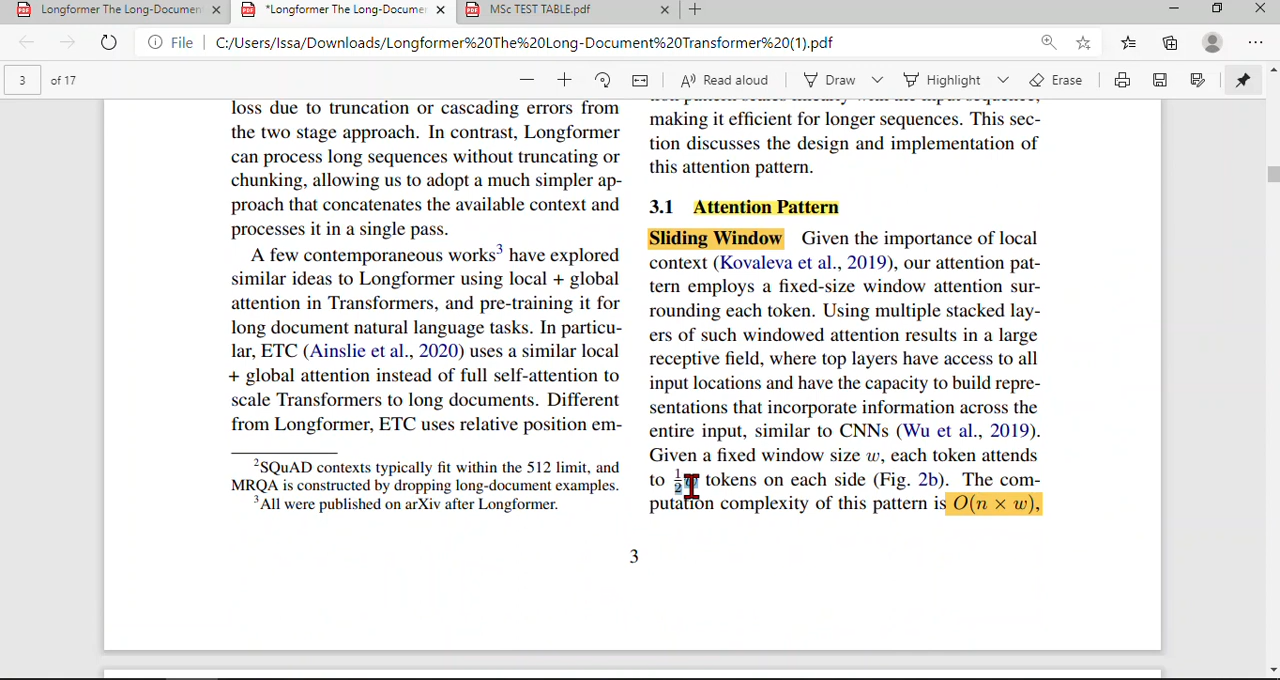 Longformer The Long-Documen
*Longformer The Long-Docume
MSc TEST TABLE.pdf
File
C:/Users/Issa/Downloads/Longformer%20The%20Long-Document%20Transformer%20(1).pdf
3 of 17
Read aloud
Draw
Highlight
Erase
loss due to truncation or cascading errors from
the two stage approach. In contrast, Longformer
can process long sequences without truncating or
chunking, allowing us to adopt a much simpler ap-
proach that concatenates the available context and
processes it in a single pass.
A few contemporaneous works3 have explored
similar ideas to Longformer using local + global
attention in Transformers, and pre-training it for
long document natural language tasks. In particu-
lar, ETC (Ainslie et al., 2020) uses a similar local
+ global attention instead of full self-attention to
scale Transformers to long documents. Different
from Longformer, ETC uses relative position em-
2SQuAD contexts typically fit within the 512 limit, and
MRQA is constructed by dropping long-document examples.
3All were published on arXiv after Longformer.
tion pattern scales linearly with the input sequence,
making it efficient for longer sequences. This sec-
tion discusses the design and implementation of
this attention pattern.
3.1 Attention Pattern
Sliding Window Given the importance of local
context (Kovaleva et al., 2019), our attention pat-
tern employs a fixed-size window attention sur-
rounding each token. Using multiple stacked lay-
ers of such windowed attention results in a large
receptive field, where top layers have access to all
input locations and have the capacity to build repre-
sentations that incorporate information across the
entire input, similar to CNNs (Wu et al., 2019).
Given a fixed window size w, each token attends
to 1/2 tokens on each side (Fig. 2b). The com-
putation complexity of this pattern is O(n × w),
3